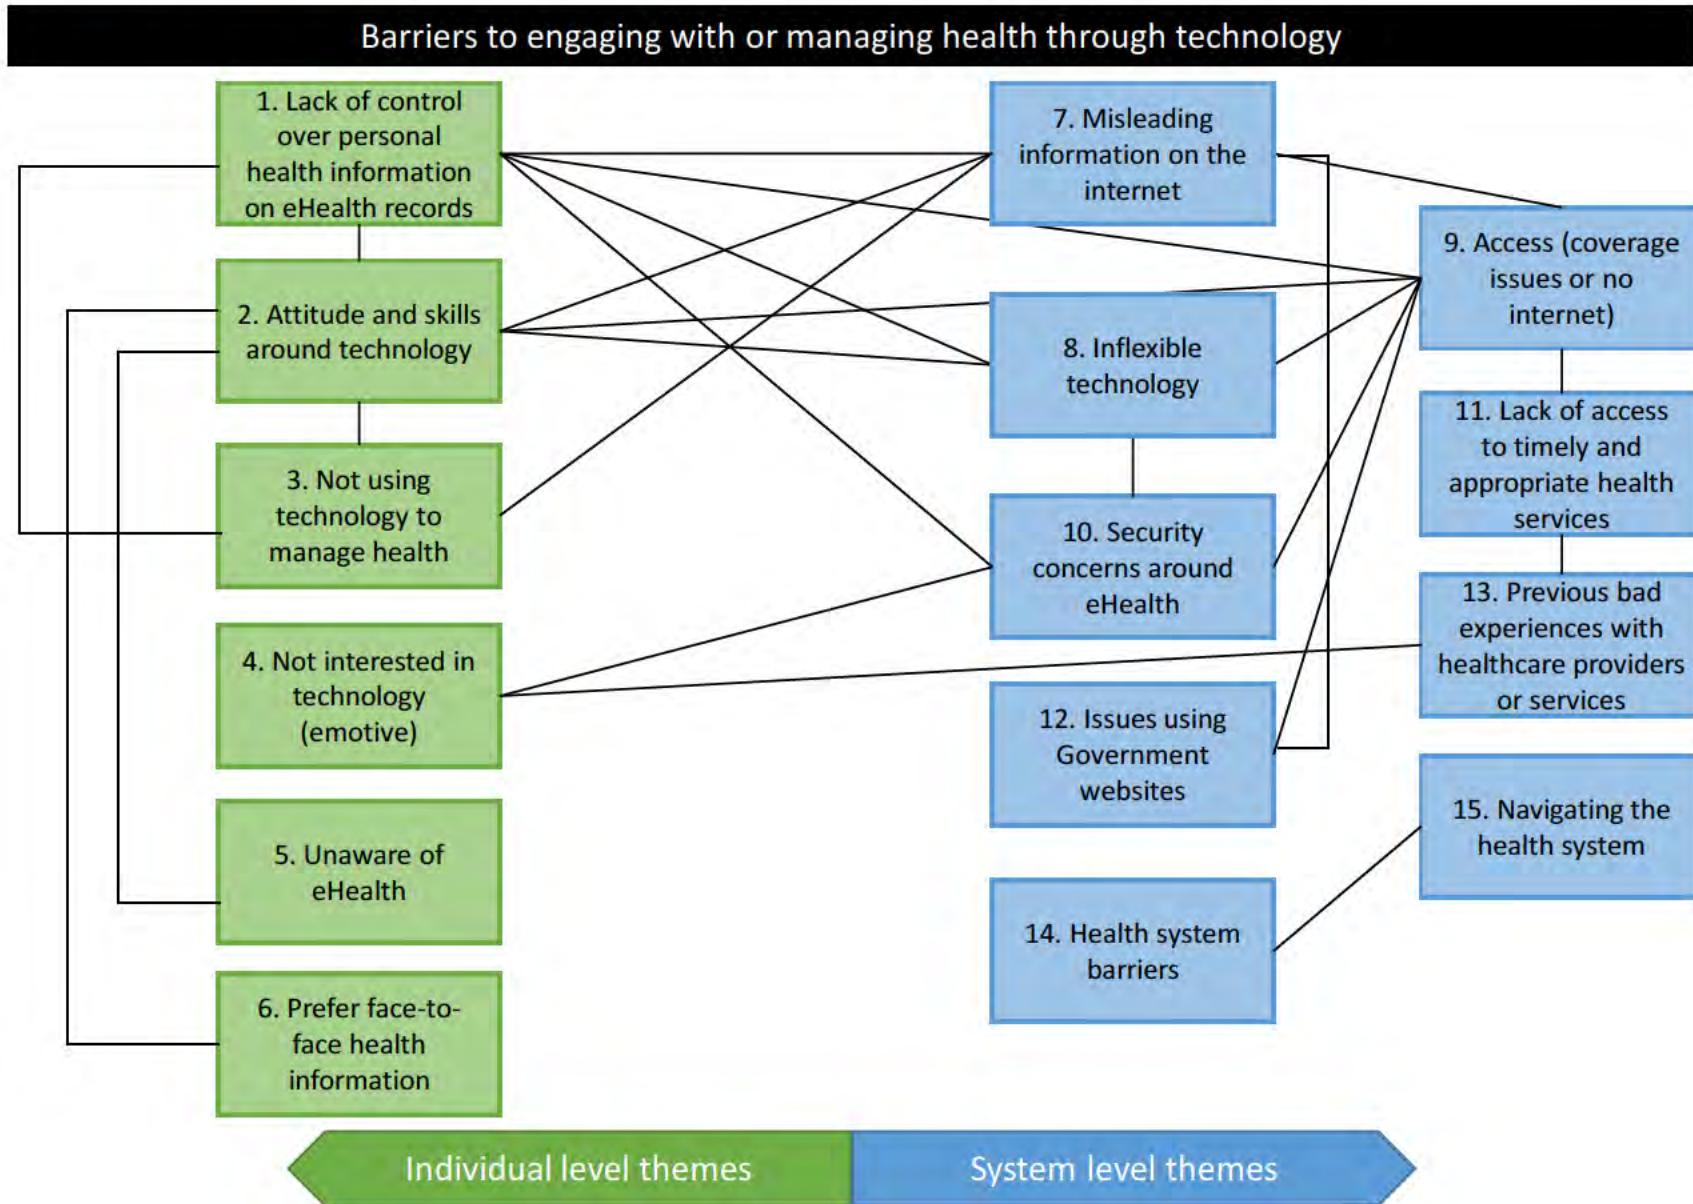 Barriers to engaging with or managing health through technology
1. Lack of control
over personal
health information
on eHealth records
2. Attitude and skills
around technology
3. Not using
technology to
manage health
4. Not interested in
technology
(emotive)
5. Unaware of
eHealth
6. Prefer face-to-
face health
information
7. Misleading
information on the
internet
8. Inflexible
technology
9. Access (coverage
issues or no
internet)
10. Security
concerns around
eHealth
11. Lack of access
to timely and
appropriate health
services
12. Issues using
Government
websites
13. Previous bad
experiences with
healthcare providers
or services
14. Health system
barriers
15. Navigating the
health system
Individual level themes
System level themes